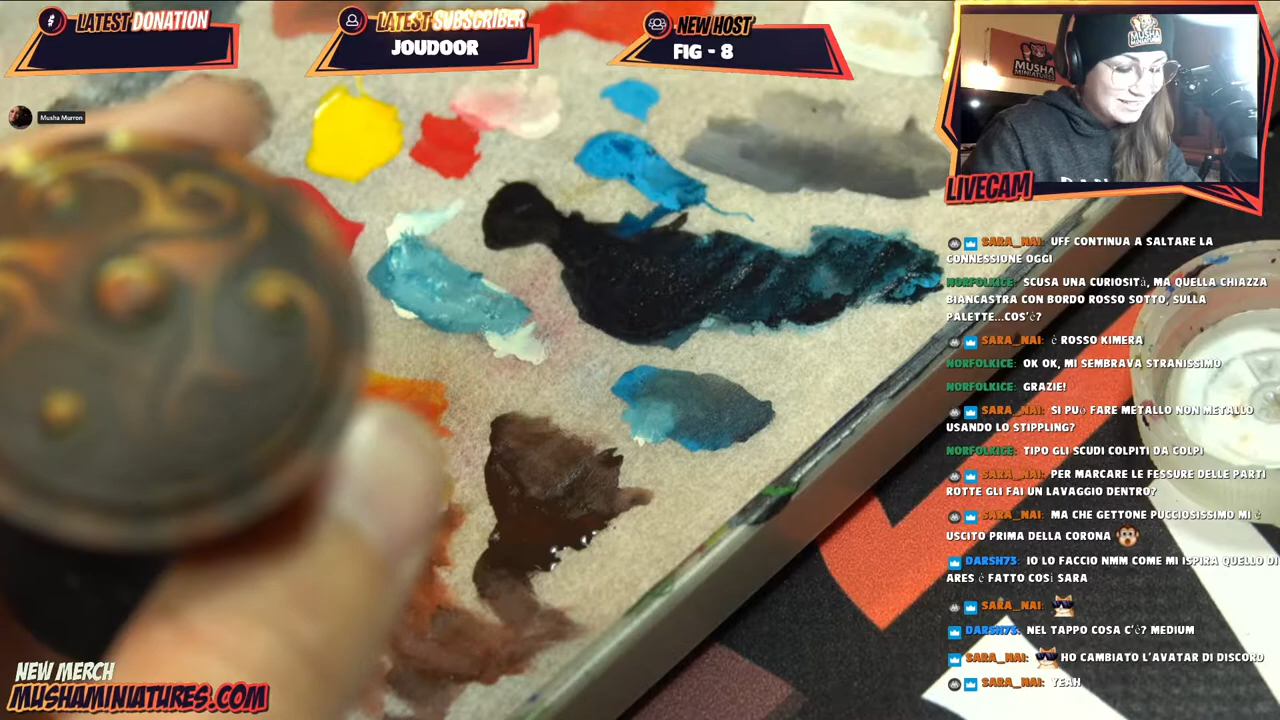 LATEST DONATION
LATEST SUBSCRIBER
JOUDOOR
NEW HOST
FIG - 8
Musha Murron
MUSHA
MINIATURES
LIVECAM
SARA_NAI: UFF CONTINUA A SALTARE LA
CONNESSIONE OGGI
NORFOLKICE: SCUSA UNA CURIOSITà, MA QUELLA CHIAZZA
BIANCASTRA CON BORDO ROSSO SOTTO, SULLA
PALETTE...COS'è?
SARA_NAI: è ROSSO KIMERA
NORFOLKICE: OK OK, MI SEMBRAVA STRANISSIMO
NORFOLKICE: GRAZIE!
SARA_NAI: SI PUò FARE METALLO NON METALLO
USANDO LO STIPPLING?
NORFOLKICE: TIPO GLI SCUDI COLPITI DA COLPI
SARA_NAI: PER MARCARE LE FESSURE DELLE PARTI
ROTTE GLI FAI UN LAVAGGIO DENTRO?
SARA_NAI: MA CHE GETTONE PUCCIOSISSIMO MI è
USCITO PRIMA DELLA CORONA
DARSH73: IO LO FACCIO NMM COME MI ISPIRA QUELLO DI
ARES è FATTO COSì SARA
SARA_NAI:
DARSH73: NEL TAPPO COSA C'è? MEDIUM
SARA_NAI: HO CAMBIATO L'AVATAR DI DISCORD
SARA_NAI: YEAH
NEW MERCH
MUSHAMINIATURES.COM